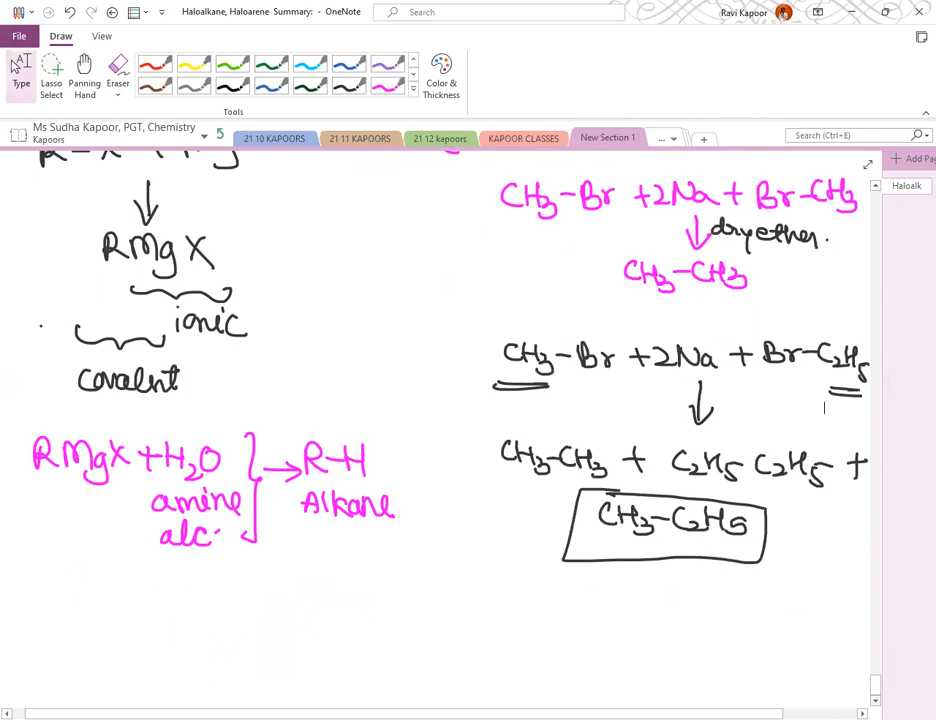 Haloalkane, Haloarene Summary: - OneNote
Search
Ravi Kapoor
File
Draw
View
Type
Lasso Select
Panning Hand
Eraser
Color & Thickness
Tools
Ms Sudha Kapoor, PGT, Chemistry
Kapoors
21 10 KAPOORS
21 11 KAPOORS
21 12 kapoors
KAPOOR CLASSES
New Section 1
...
Search (Ctrl+E)
Add Pag
Haloalk
RMgX
ionic
covalent
RMgX + H2O → R-H
amine Alkane
alc.
CH3-Br + 2Na + Br-CH3
dryether.
CH3-CH3
CH3-Br + 2Na + Br-C2H5
CH3-CH3 + C2H5 C2H5 +
CH3-C2H5